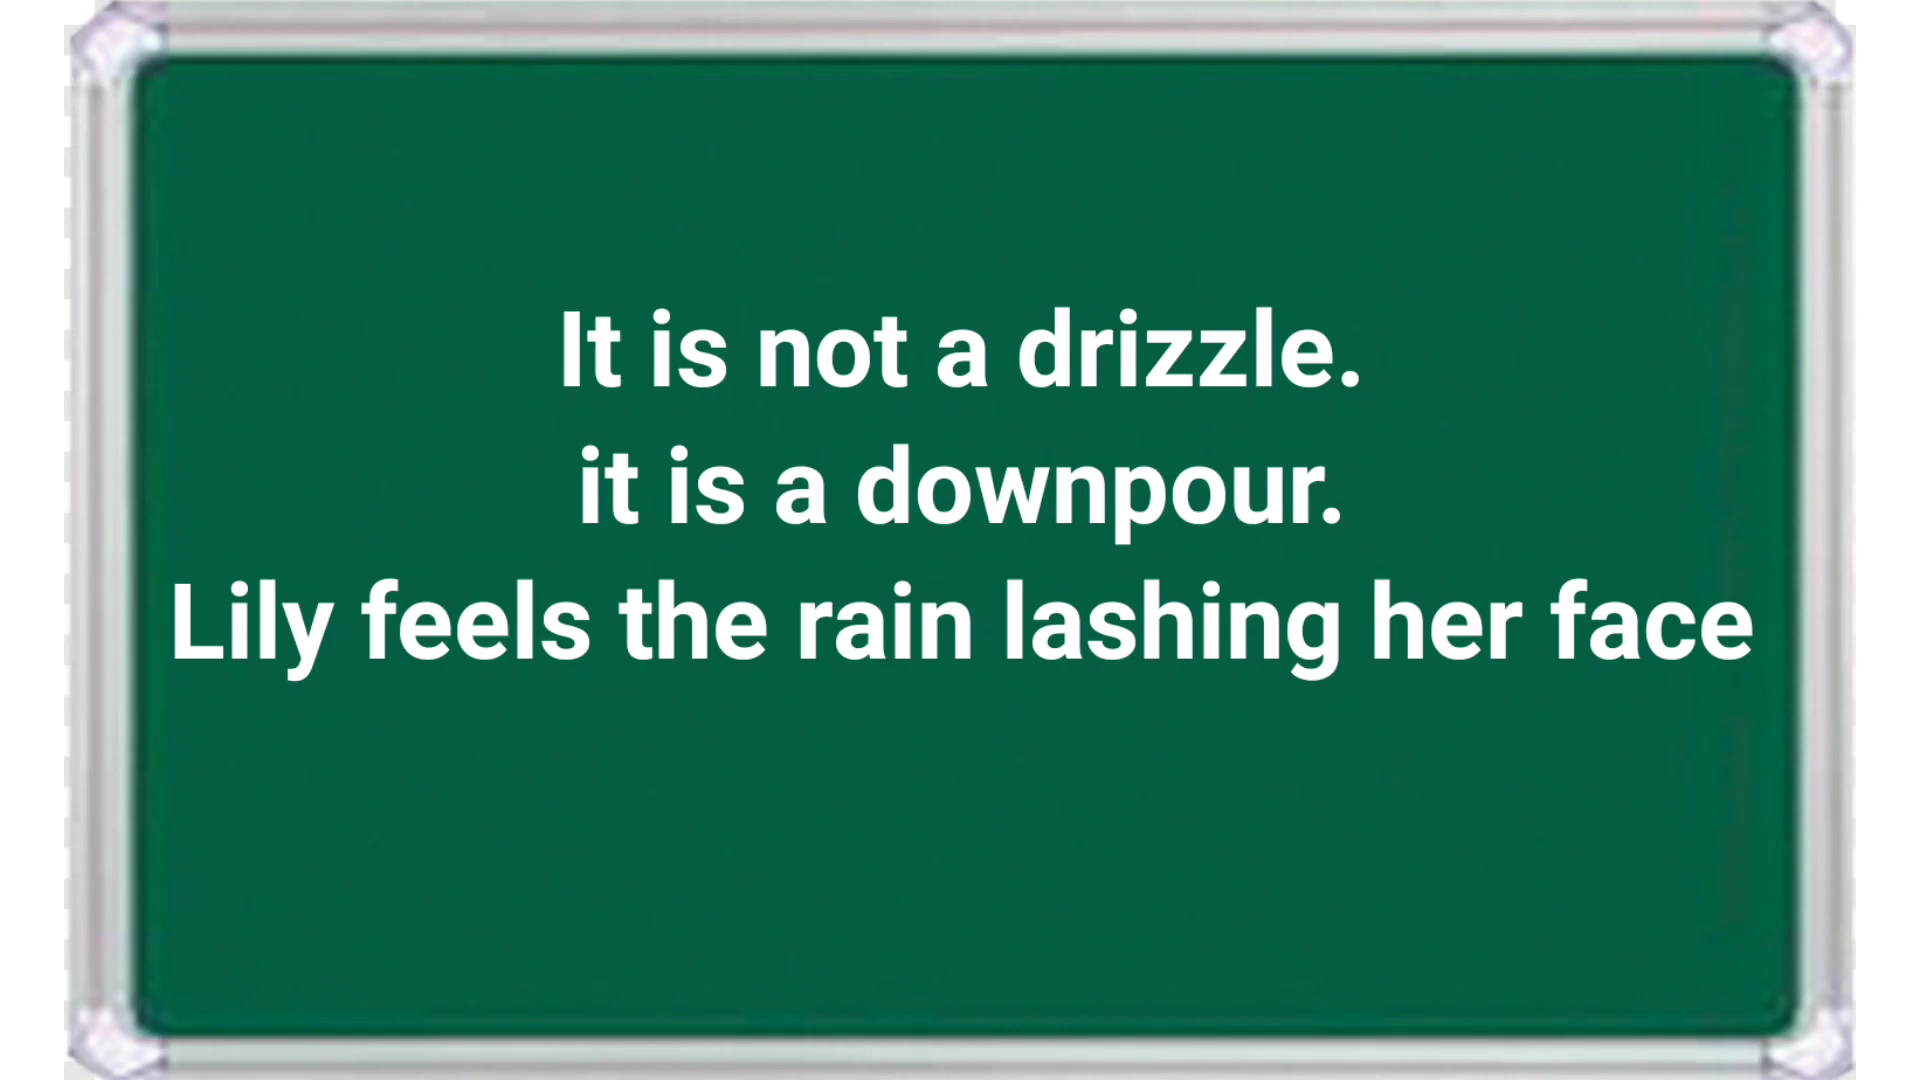 It is not a drizzle.
it is a downpour.
Lily feels the rain lashing her face